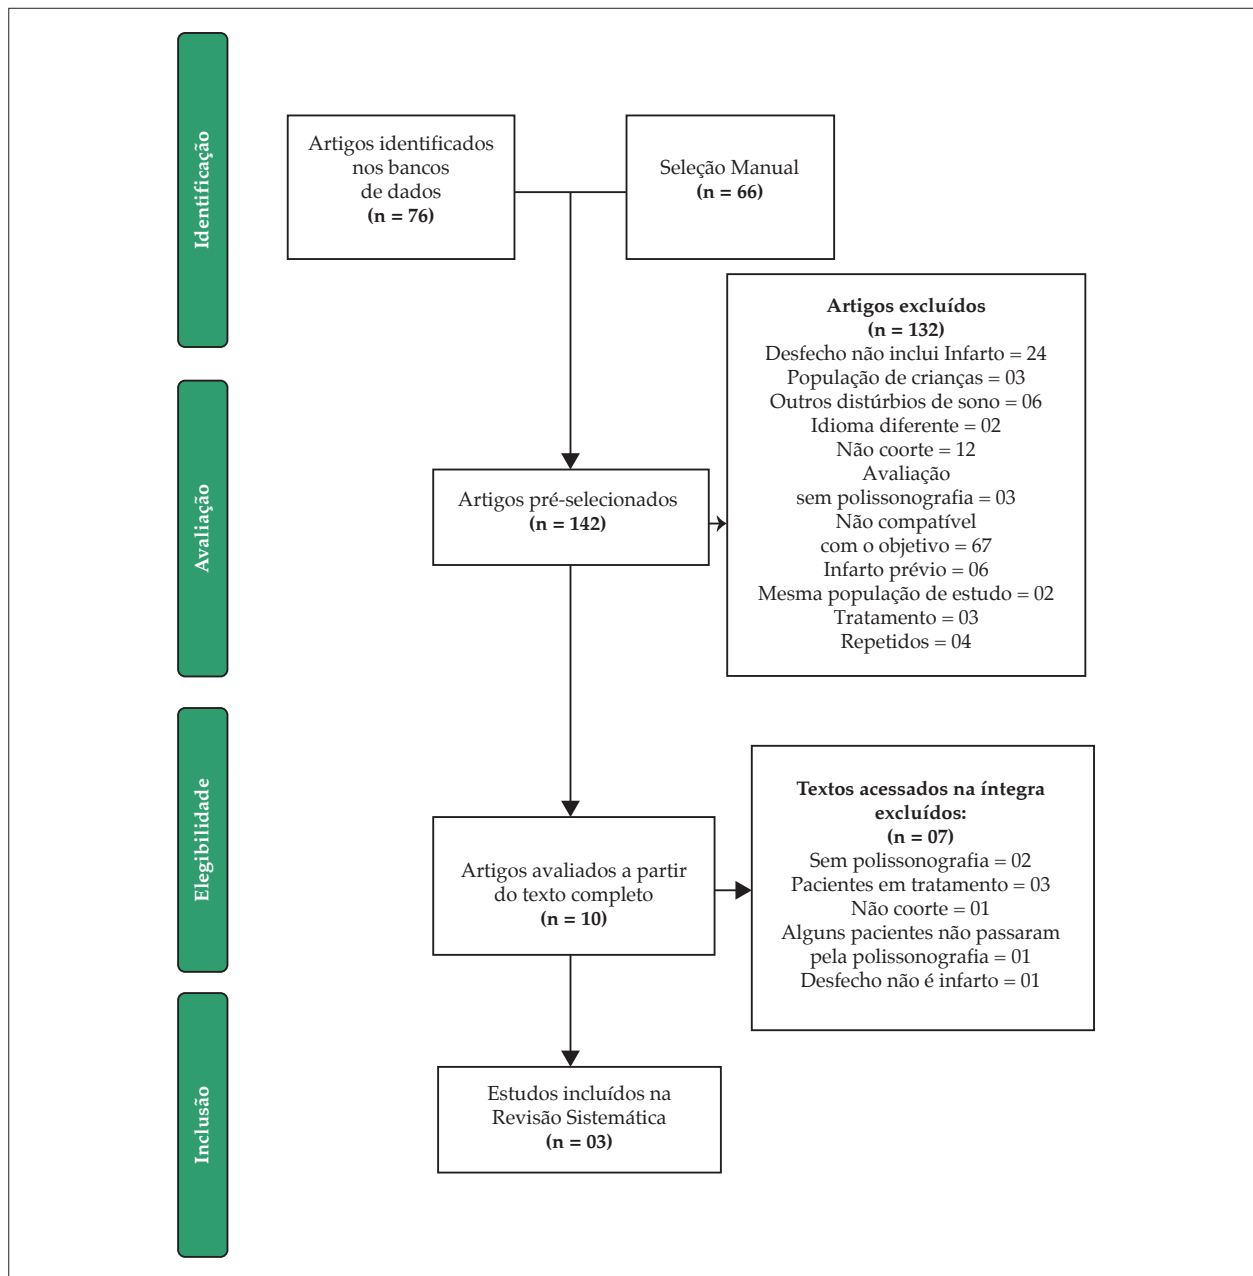 Identificação
Artigos identificados
nos bancos
de dados
(n = 76)
Seleção Manual
(n = 66)
Artigos excluídos
(n = 132)
Desfecho não inclui Infarto = 24
População de crianças = 03
Outros distúrbios de sono = 06
Idioma diferente = 02
Não coorte = 12
Avaliação
sem polissonografia = 03
Não compatível
com o objetivo = 67
Infarto prévio = 06
Mesma população de estudo = 02
Tratamento = 03
Repetidos = 04
Avaliação
Artigos pré-selecionados
(n = 142)
Elegibilidade
Artigos avaliados a partir
do texto completo
(n = 10)
Textos acessados na íntegra
excluídos:
(n = 07)
Sem polissonografia = 02
Pacientes em tratamento = 03
Não coorte = 01
Alguns pacientes não passaram
pela polissonografia = 01
Desfecho não é infarto = 01
Inclusão
Estudos incluídos na
Revisão Sistemática
(n = 03)